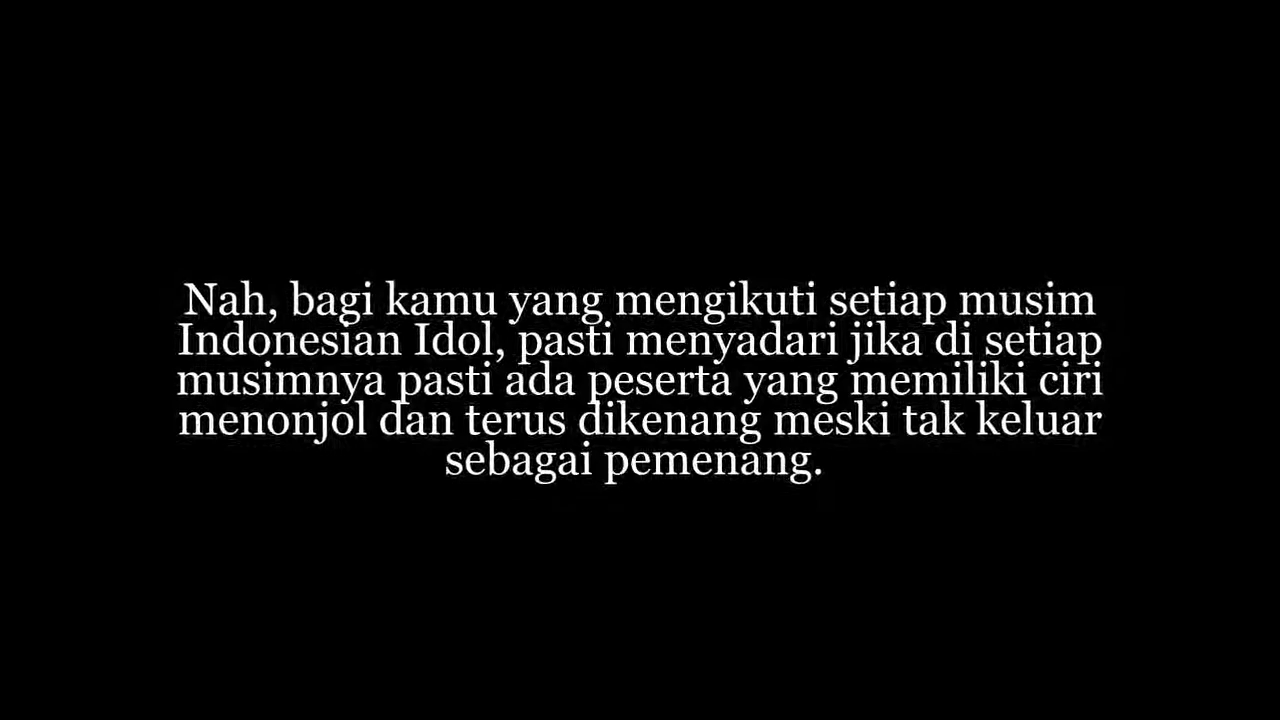 Nah, bagi kamu yang mengikuti setiap musim
Indonesian Idol, pasti menyadari jika di setiap
musimnya pasti ada peserta yang memiliki ciri
menonjol dan terus dikenang meski tak keluar
sebagai pemenang.